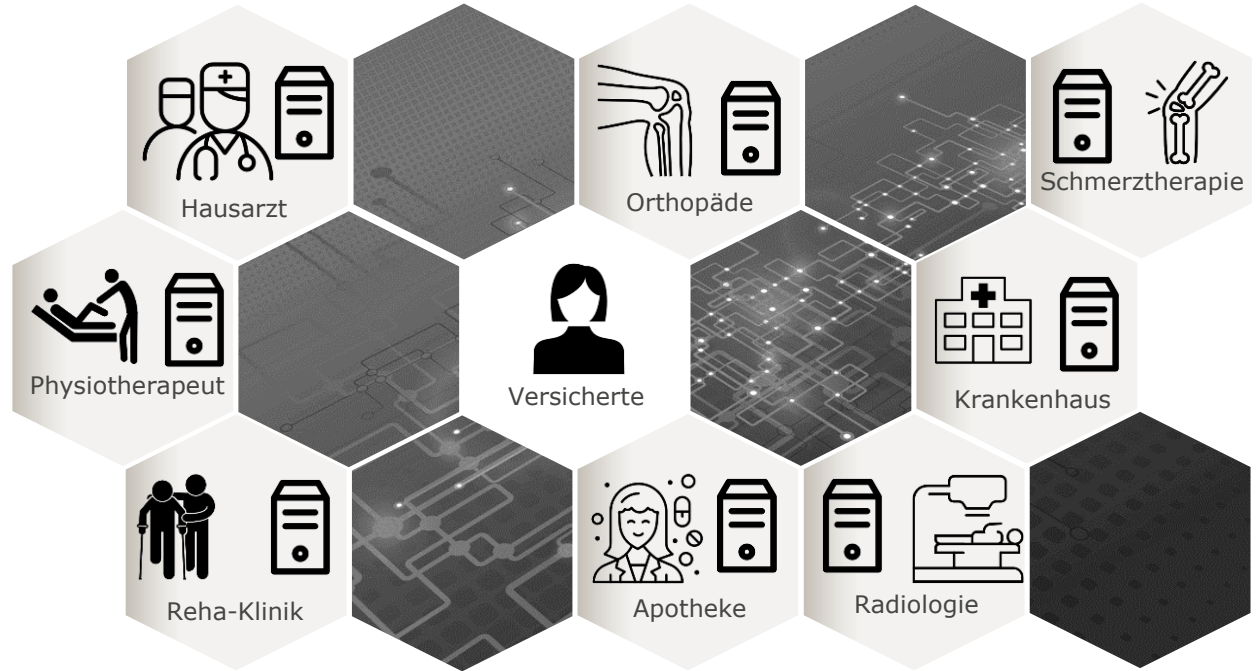 Hausarzt
Orthopäde
Schmerztherapie
Physiotherapeut
Versicherte
Krankenhaus
Reha-Klinik
Apotheke
Radiologie